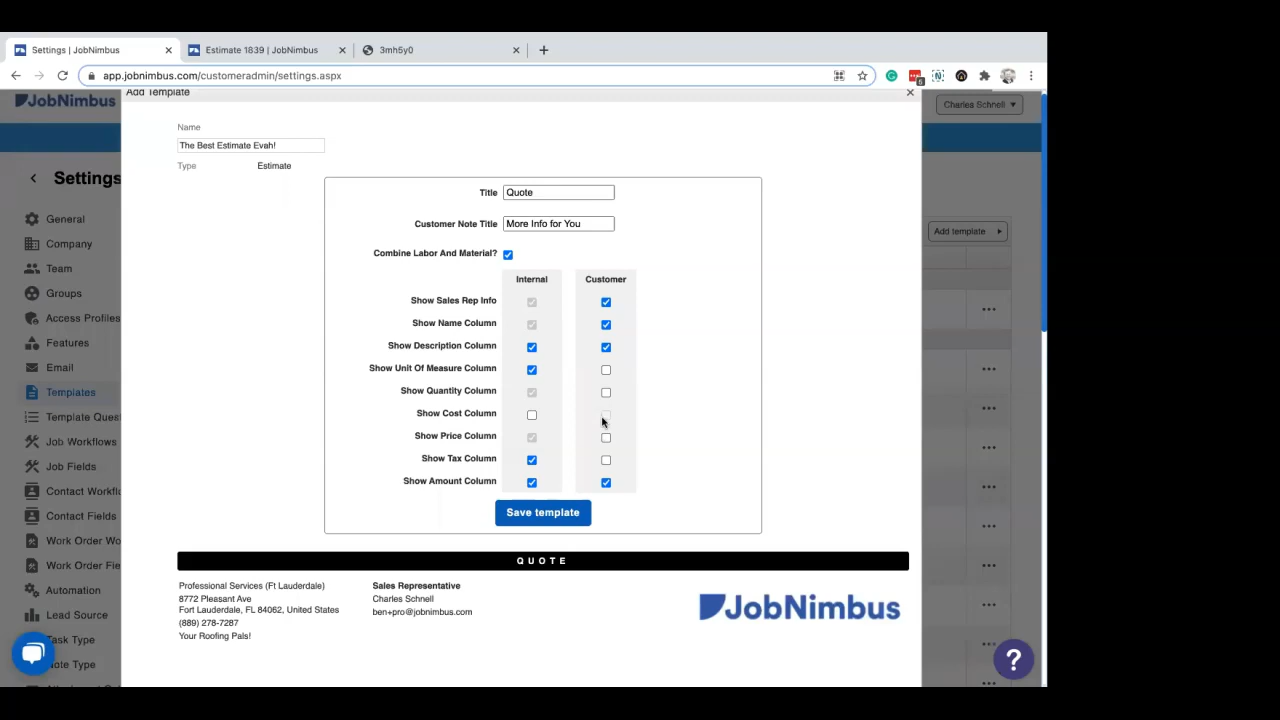 Settings | JobNimbus
Estimate 1839 | JobNimbus
3mh5y0
app.jobnimbus.com/customeradmin/settings.aspx
6
JobNimbus
Add Template
Charles Schnell
Name
The Best Estimate Evah!
Type Estimate
Settings
General
Company
Team
Groups
Access Profiles
Features
Email
Templates
Template Quest
Job Workflows
Job Fields
Contact Workfl
Contact Fields
Work Order Wo
Work Order Fie
Automation
Lead Source
Task Type
Note Type
Title Quote
Customer Note Title More Info for You
Combine Labor And Material?
Internal Customer
Show Sales Rep Info
Show Name Column
Show Description Column
Show Unit Of Measure Column
Show Quantity Column
Show Cost Column
Show Price Column
Show Tax Column
Show Amount Column
Save template
Add template
QUOTE
Professional Services (Ft Lauderdale)
8772 Pleasant Ave
Fort Lauderdale, FL 84062, United States
(889) 278-7287
Your Roofing Pals!
Sales Representative
Charles Schnell
ben+pro@jobnimbus.com
JobNimbus
?